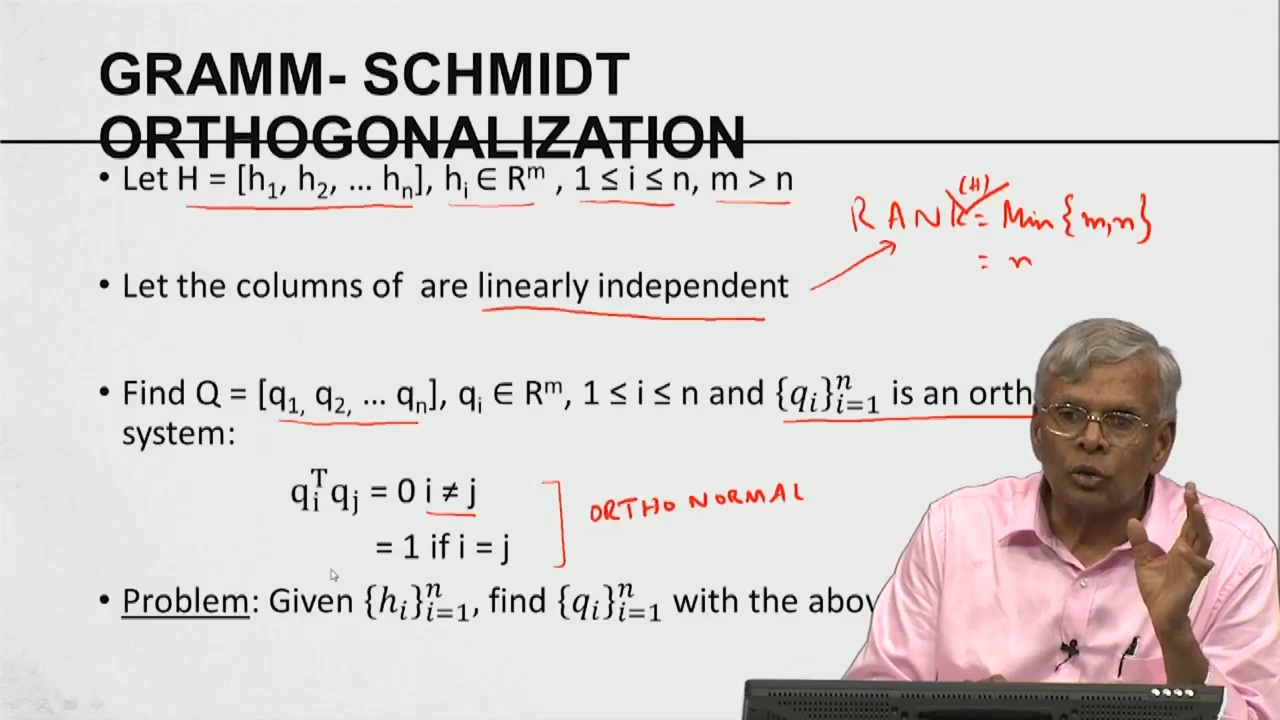 GRAMM- SCHMIDT
ORTHOGONALIZATION
• Let H = [h₁, h₂, … hₙ], hᵢ ∈ Rᵐ , 1 ≤ i ≤ n, m > n
RANK(H) = Min {m,n}
= n
• Let the columns of are linearly independent
• Find Q = [q₁, q₂, … qₙ], qᵢ ∈ Rᵐ, 1 ≤ i ≤ n and {qᵢ}ⁿᵢ₌₁ is an orth
system:
qᵢᵀqⱼ = 0 i ≠ j
ORTHONORMAL
= 1 if i = j
• Problem: Given {hᵢ}ⁿᵢ₌₁, find {qᵢ}ⁿᵢ₌₁ with the abov